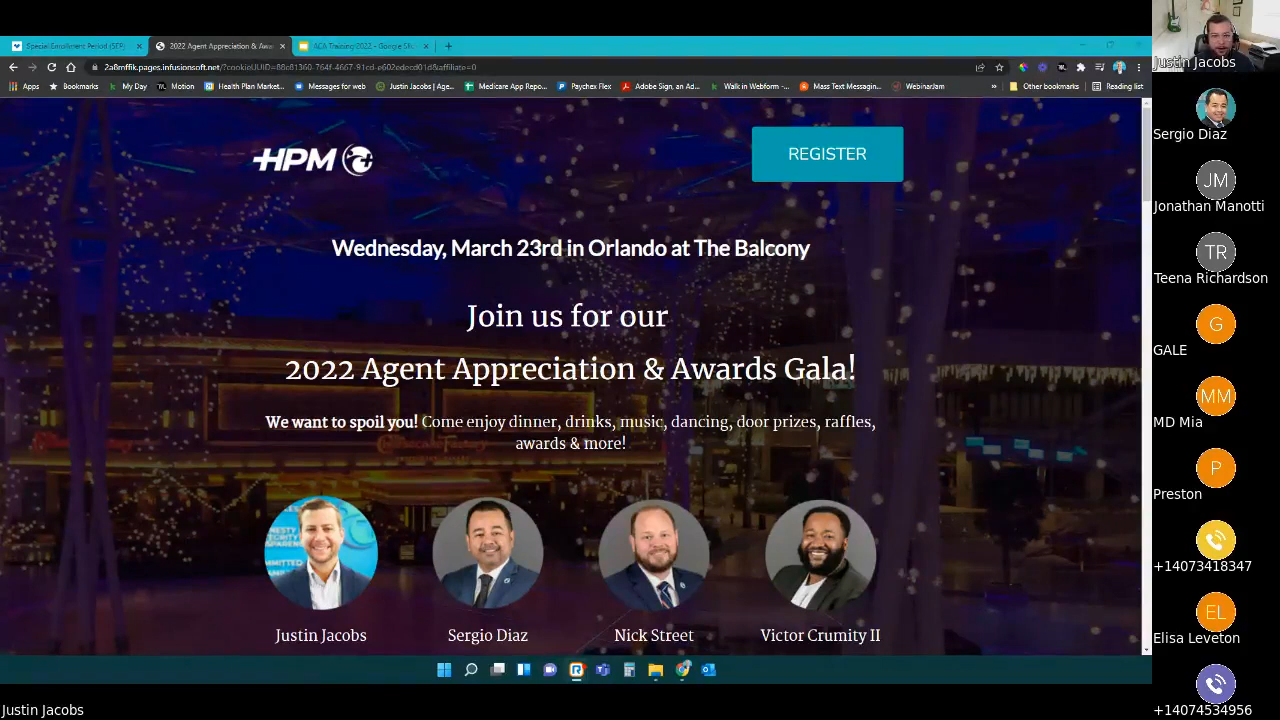 Special Enrollment Period (SEP)
2022 Agent Appreciation & Awa
ACA Training 2022 - Google Sli
Apps
Bookmarks
My Day
Motion
Health Plan Market...
Messages for web
Justin Jacobs | Age...
Medicare App Repo...
Paychex Flex
Adobe Sign, an Ad...
Walk in Webform -...
Mass Text Messagin...
WebinarJam
»
Other bookmarks
Reading list
HPM
REGISTER
Wednesday, March 23rd in Orlando at The Balcony
Join us for our
2022 Agent Appreciation & Awards Gala!
We want to spoil you! Come enjoy dinner, drinks, music, dancing, door prizes, raffles,
awards & more!
Justin Jacobs
Sergio Diaz
Nick Street
Victor Crumity II
Justin Jacobs
Justin Jacobs
Sergio Diaz
JM
Jonathan Manotti
TR
Teena Richardson
G
GALE
MM
MD Mia
P
Preston
+14073418347
EL
Elisa Leveton
+14074534956